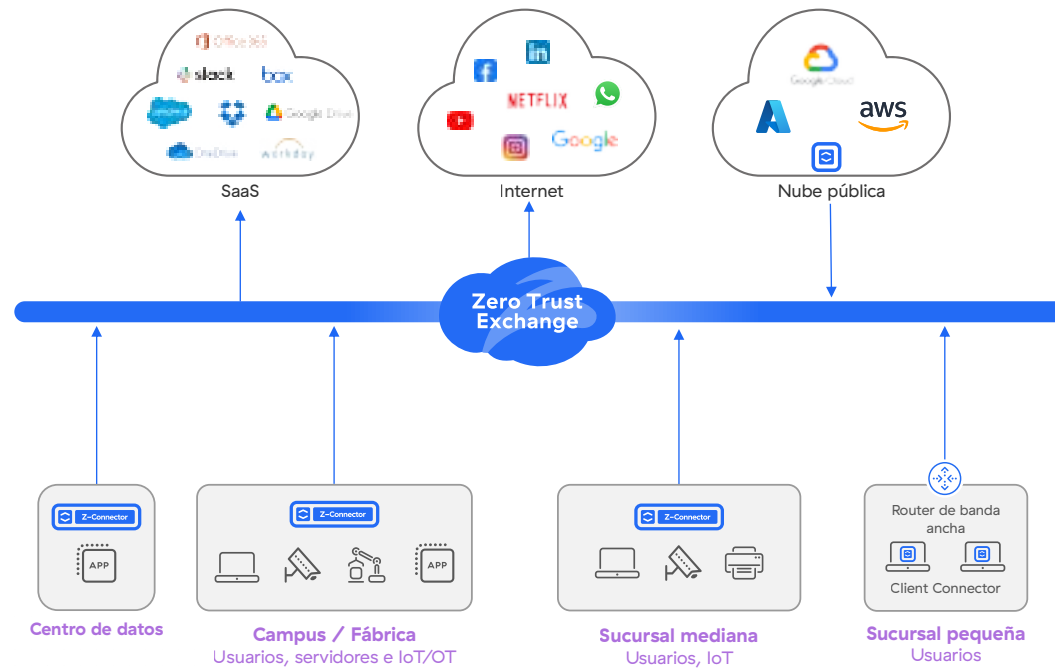 Office 365
slack
box
Google Drive
OneDrive
workday
SaaS
in
NETFLIX
Google
Internet
Google Cloud
aws
Nube pública
Zero Trust
Exchange
Z-Connector
APP
Centro de datos
Z-Connector
APP
Campus / Fábrica
Usuarios, servidores e IoT/OT
Z-Connector
Sucursal mediana
Usuarios, IoT
Router de banda
ancha
Client Connector
Sucursal pequeña
Usuarios